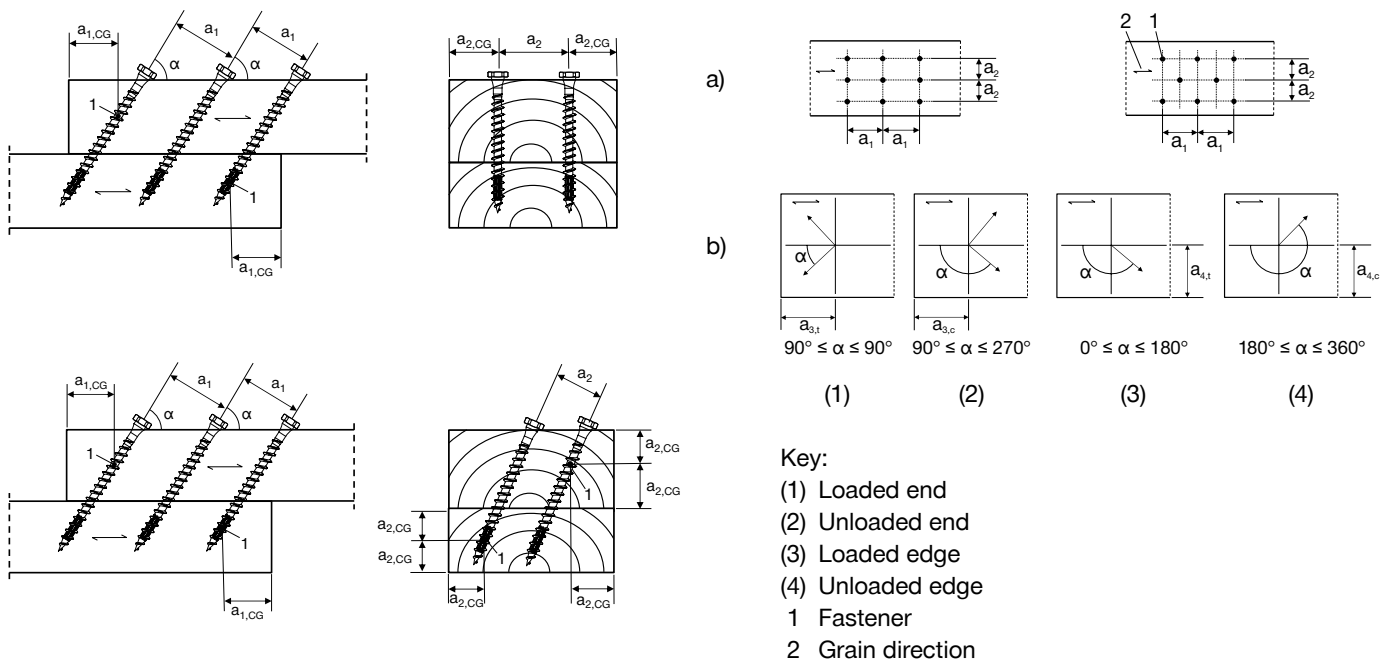 a1,CG a1 a1
α α
1
1
a1,CG
a2,CG a2 a2,CG
a1,CG a1 a1
α α
1
1
a1,CG
a2
a2,CG
a2,CG
1
a2,CG
a2,CG
1
a2,CG a2,CG
a)
a2
a2
a1 a1
2 1
a2
a2
a1 a1
b)
α
a3,t
90° ≤ α ≤ 90°
(1)
α
a3,c
90° ≤ α ≤ 270°
(2)
α
a4,t
0° ≤ α ≤ 180°
(3)
α
a4,c
180° ≤ α ≤ 360°
(4)
Key:
(1) Loaded end
(2) Unloaded end
(3) Loaded edge
(4) Unloaded edge
1 Fastener
2 Grain direction